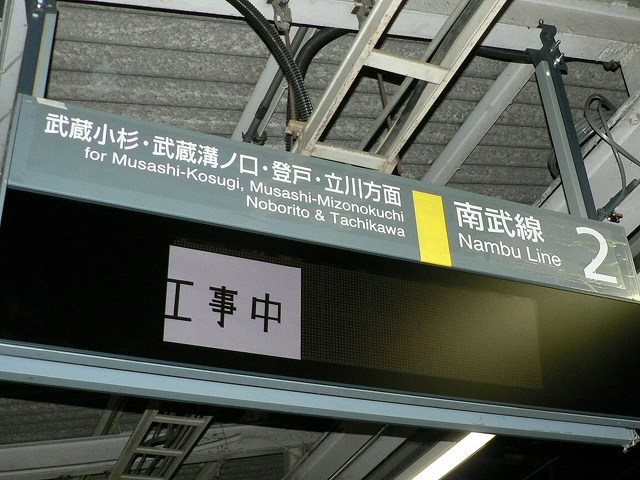 武蔵小杉・武蔵溝ノ口・登戸・立川方面
for Musashi-Kosugi, Musashi-Mizonokuchi
Noborito & Tachikawa
南武線
Nambu Line
2
工事中